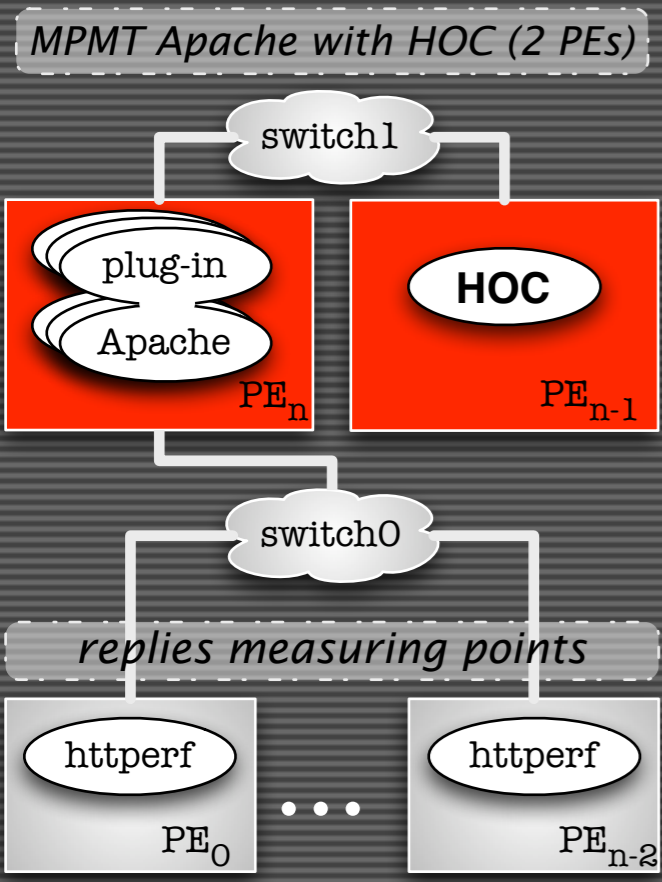 MPMT Apache with HOC (2 PEs)
switch1
plug-in
Apache
PEn
HOC
PEn-1
switch0
replies measuring points
httperf
PE0
...
httperf
PEn-2